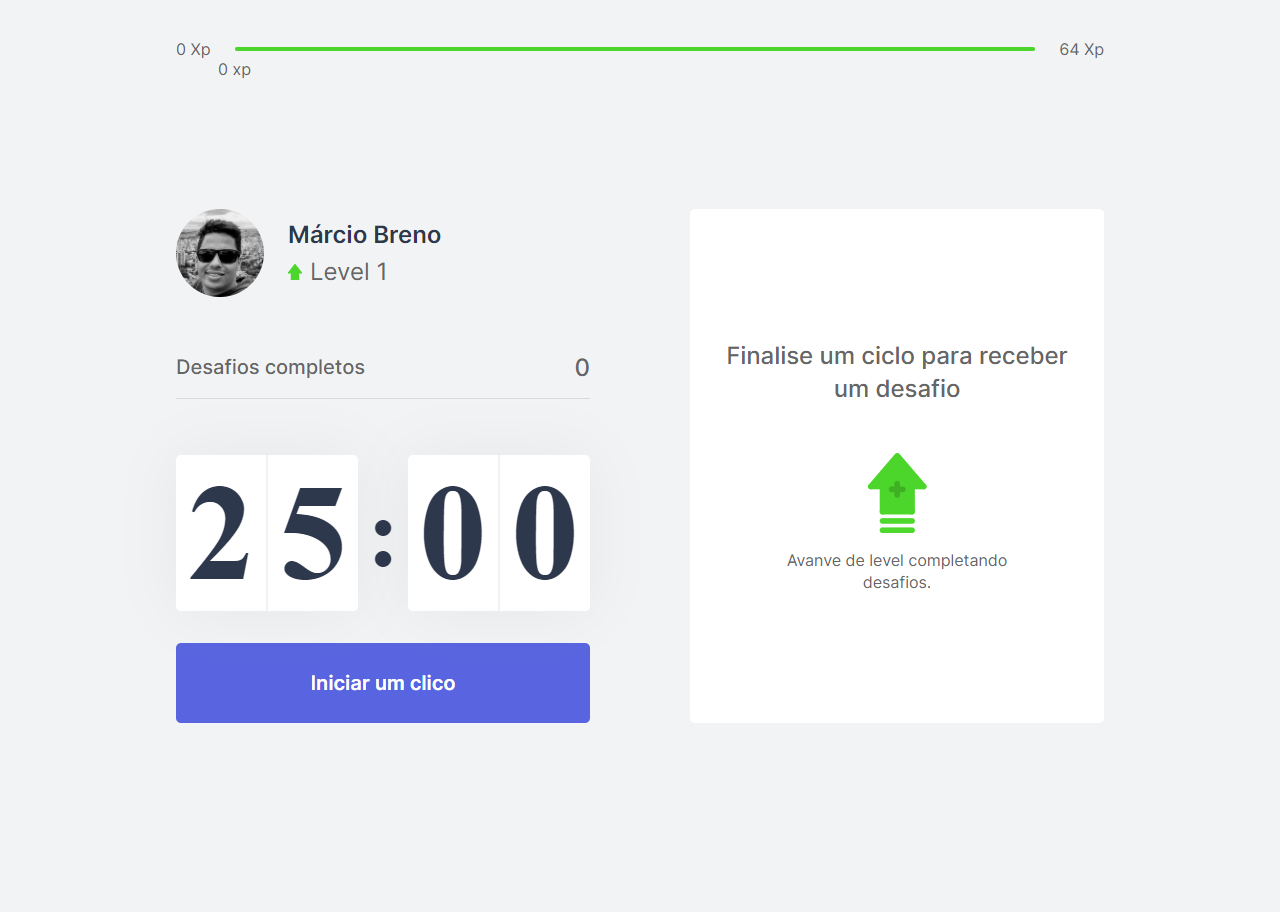 0 Xp 64 Xp
0 xp
Márcio Breno
Level 1
Desafios completos 0
25:00
Iniciar um clico
Finalise um ciclo para receber
um desafio
Avanve de level completando
desafios.